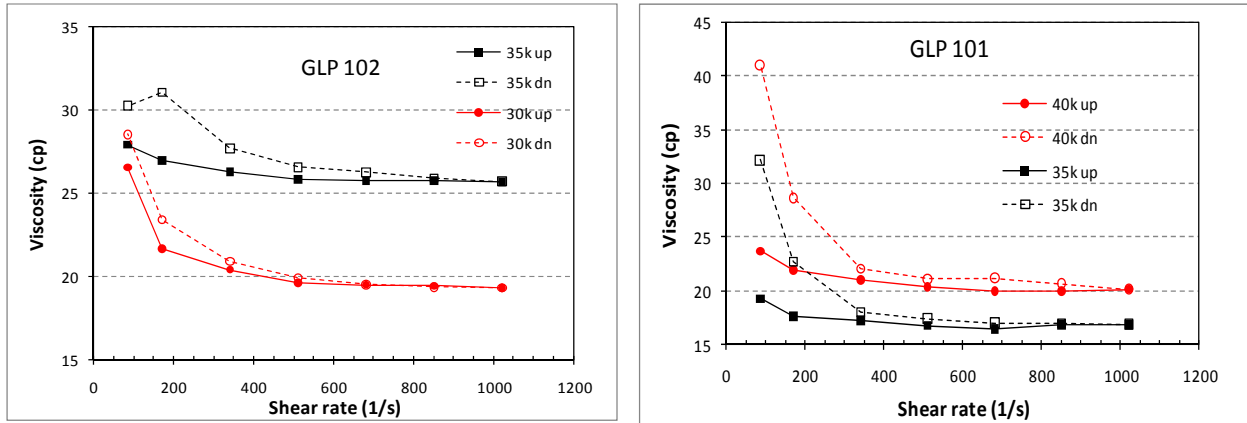 GLP 102
35k up
35k dn
30k up
30k dn
35
30
25
20
15
Viscosity (cp)
0 200 400 600 800 1000 1200
Shear rate (1/s)
GLP 101
40k up
40k dn
35k up
35k dn
45
40
35
30
25
20
15
Viscosity (cp)
0 200 400 600 800 1000 1200
Shear rate (1/s)